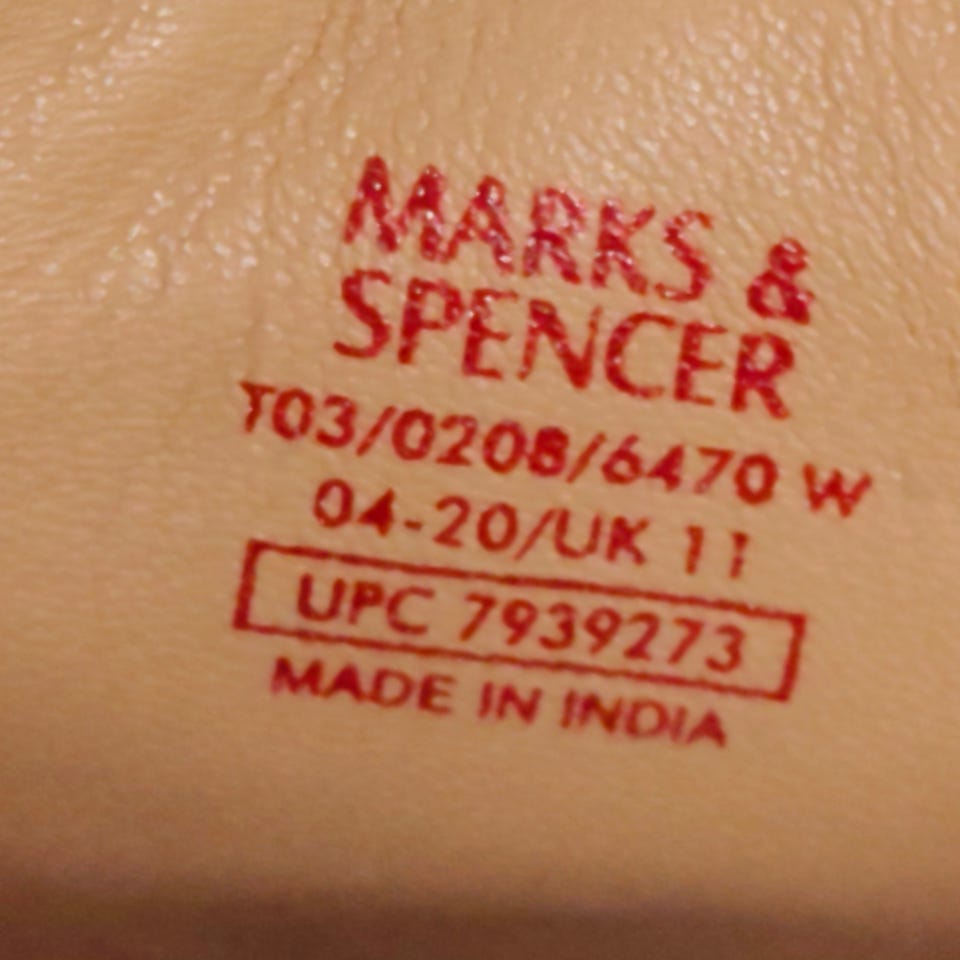 MARKS &
SPENCER
T03/0208/6470 W
04-20/UK 11
UPC 7939273
MADE IN INDIA